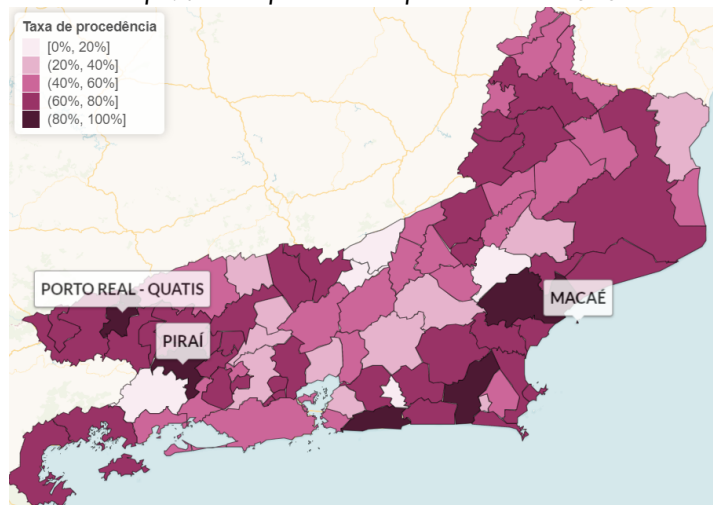 Taxa de procedência
[0%, 20%]
(20%, 40%]
(40%, 60%]
(60%, 80%]
(80%, 100%]
PORTO REAL - QUATIS
PIRAÍ
MACAÉ